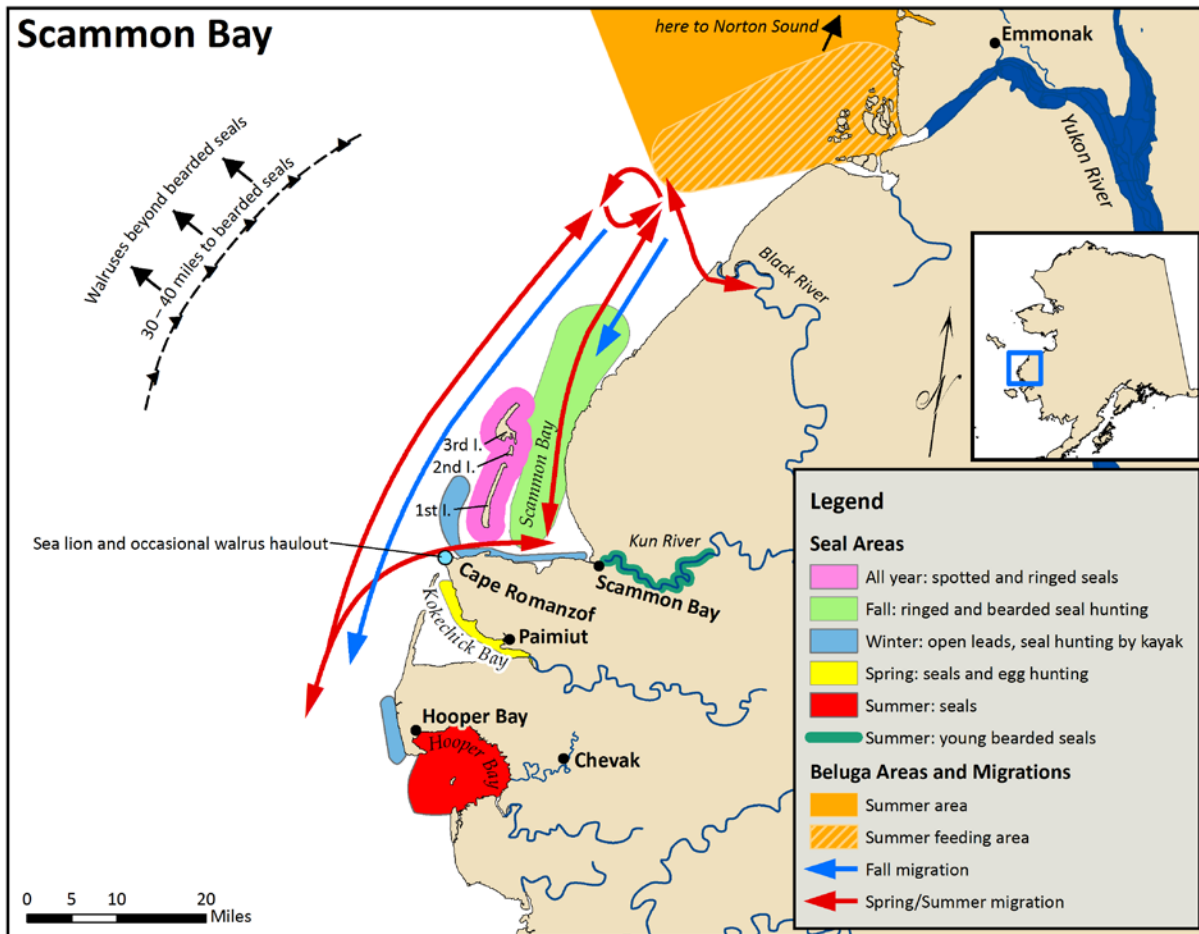 Scammon Bay
here to Norton Sound
Emmonak
Yukon River
Walruses beyond bearded seals
30 – 40 miles to bearded seals
Black River
3rd I.
2nd I.
1st I.
Scammon Bay
Sea lion and occasional walrus haulout
Kun River
Scammon Bay
Cape Romanzof
Kokechick Bay
Paimiut
Hooper Bay
Hooper Bay
Chevak
0 5 10 20
Miles
Legend
Seal Areas
All year: spotted and ringed seals
Fall: ringed and bearded seal hunting
Winter: open leads, seal hunting by kayak
Spring: seals and egg hunting
Summer: seals
Summer: young bearded seals
Beluga Areas and Migrations
Summer area
Summer feeding area
Fall migration
Spring/Summer migration